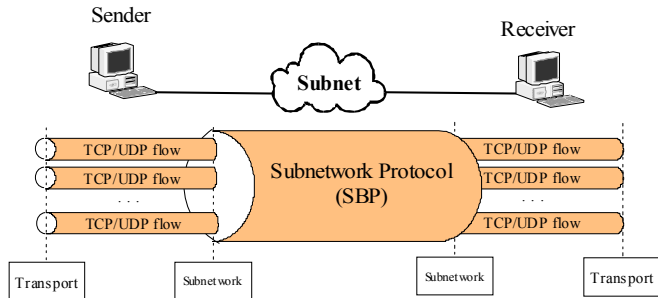 Sender
Receiver
Subnet
TCP/UDP flow
TCP/UDP flow
TCP/UDP flow
TCP/UDP flow
. . .
. . .
Subnetwork Protocol
(SBP)
TCP/UDP flow
TCP/UDP flow
Transport
Subnetwork
Subnetwork
Transport